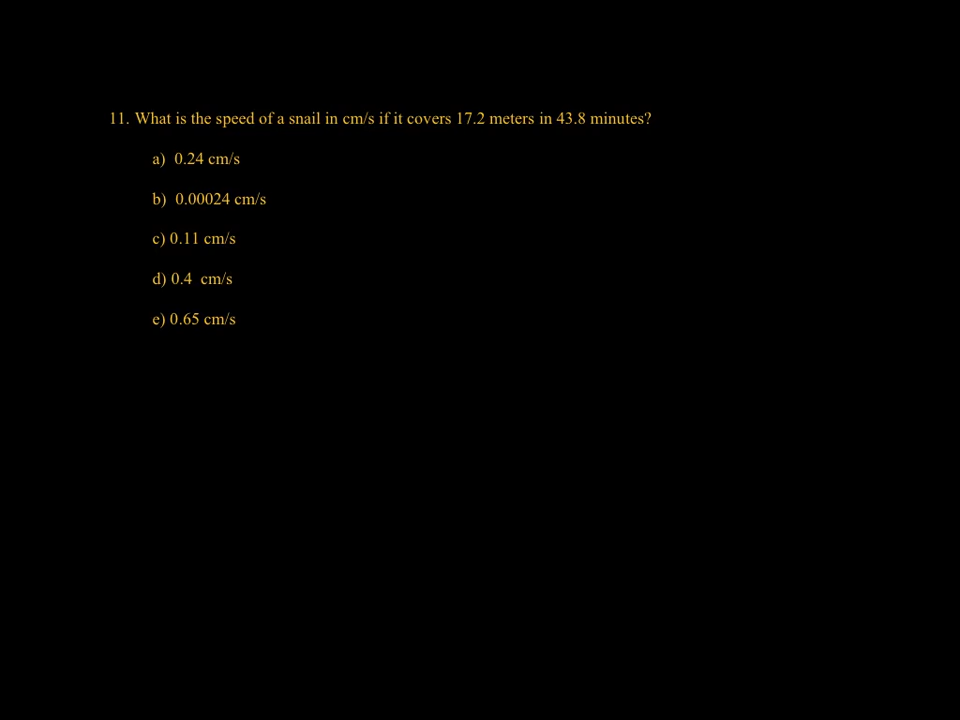 11. What is the speed of a snail in cm/s if it covers 17.2 meters in 43.8 minutes?
a) 0.24 cm/s
b) 0.00024 cm/s
c) 0.11 cm/s
d) 0.4 cm/s
e) 0.65 cm/s